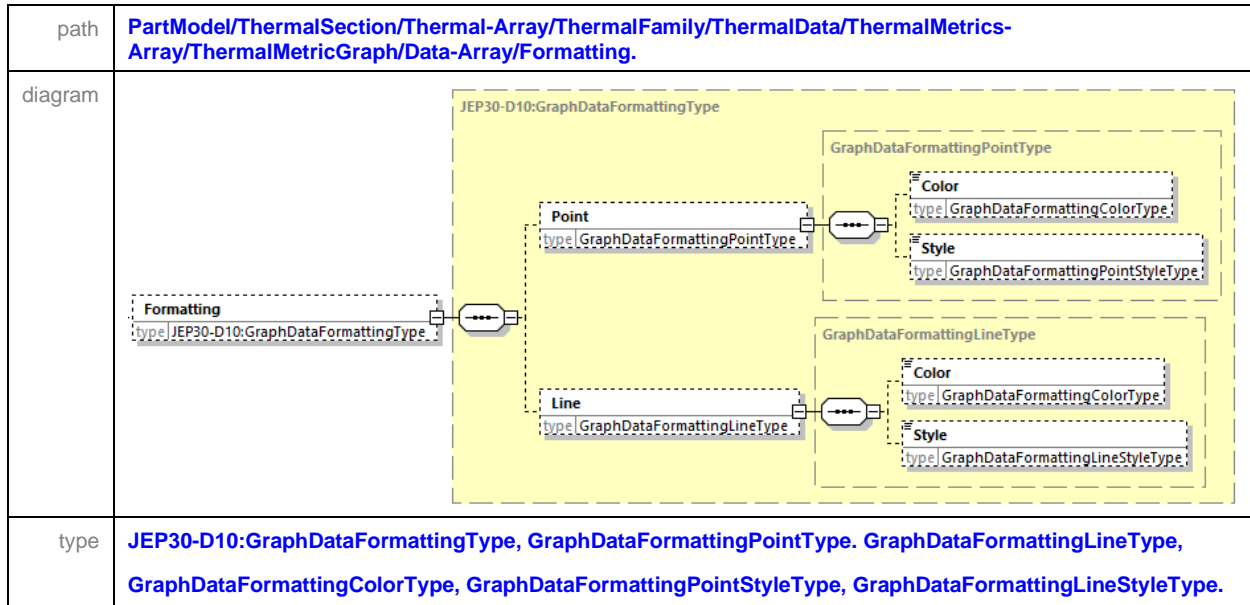 path
PartModel/ThermalSection/Thermal-Array/ThermalFamily/ThermalData/ThermalMetrics-
Array/ThermalMetricGraph/Data-Array/Formatting.
diagram
JEP30-D10:GraphDataFormattingType
GraphDataFormattingPointType
Color
type GraphDataFormattingColorType
Point
type GraphDataFormattingPointType
Style
type GraphDataFormattingPointStyleType
Formatting
type JEP30-D10:GraphDataFormattingType
GraphDataFormattingLineType
Color
type GraphDataFormattingColorType
Line
type GraphDataFormattingLineType
Style
type GraphDataFormattingLineStyleType
type
JEP30-D10:GraphDataFormattingType, GraphDataFormattingPointType. GraphDataFormattingLineType,
GraphDataFormattingColorType, GraphDataFormattingPointStyleType, GraphDataFormattingLineStyleType.